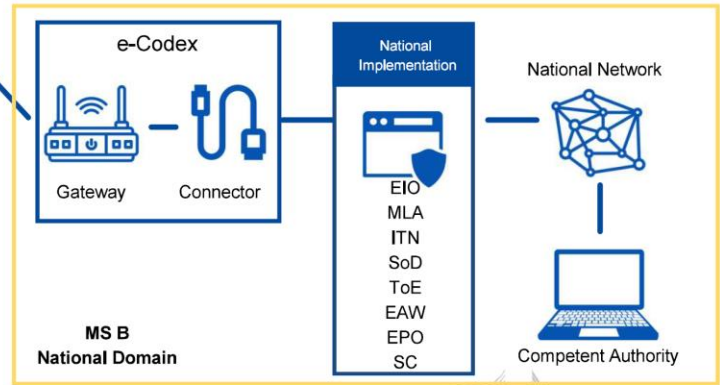 e-Codex
Gateway
Connector
National
Implementation
EIO
MLA
ITN
SoD
ToE
EAW
EPO
SC
National Network
Competent Authority
MS B
National Domain